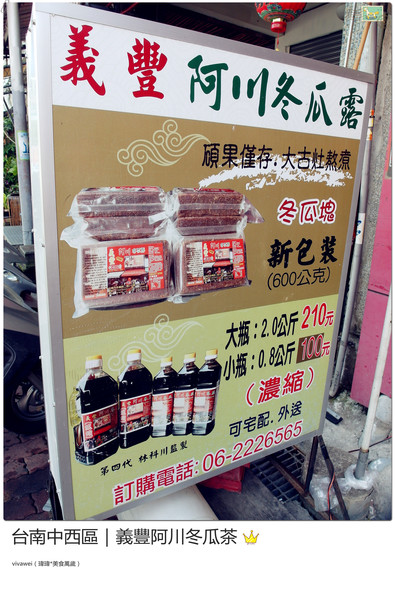 義豐 阿川冬瓜露
碩果僅存.大古灶熬煮
冬瓜塊
新包裝
(600公克)
大瓶：2.0公斤 210元
小瓶：0.8公斤 100元
(濃縮)
可宅配.外送
第四代 林科川監製
訂購電話:06-2226565
台南中西區｜義豐阿川冬瓜茶
vivawei（瑋瑋*美食萬歲）